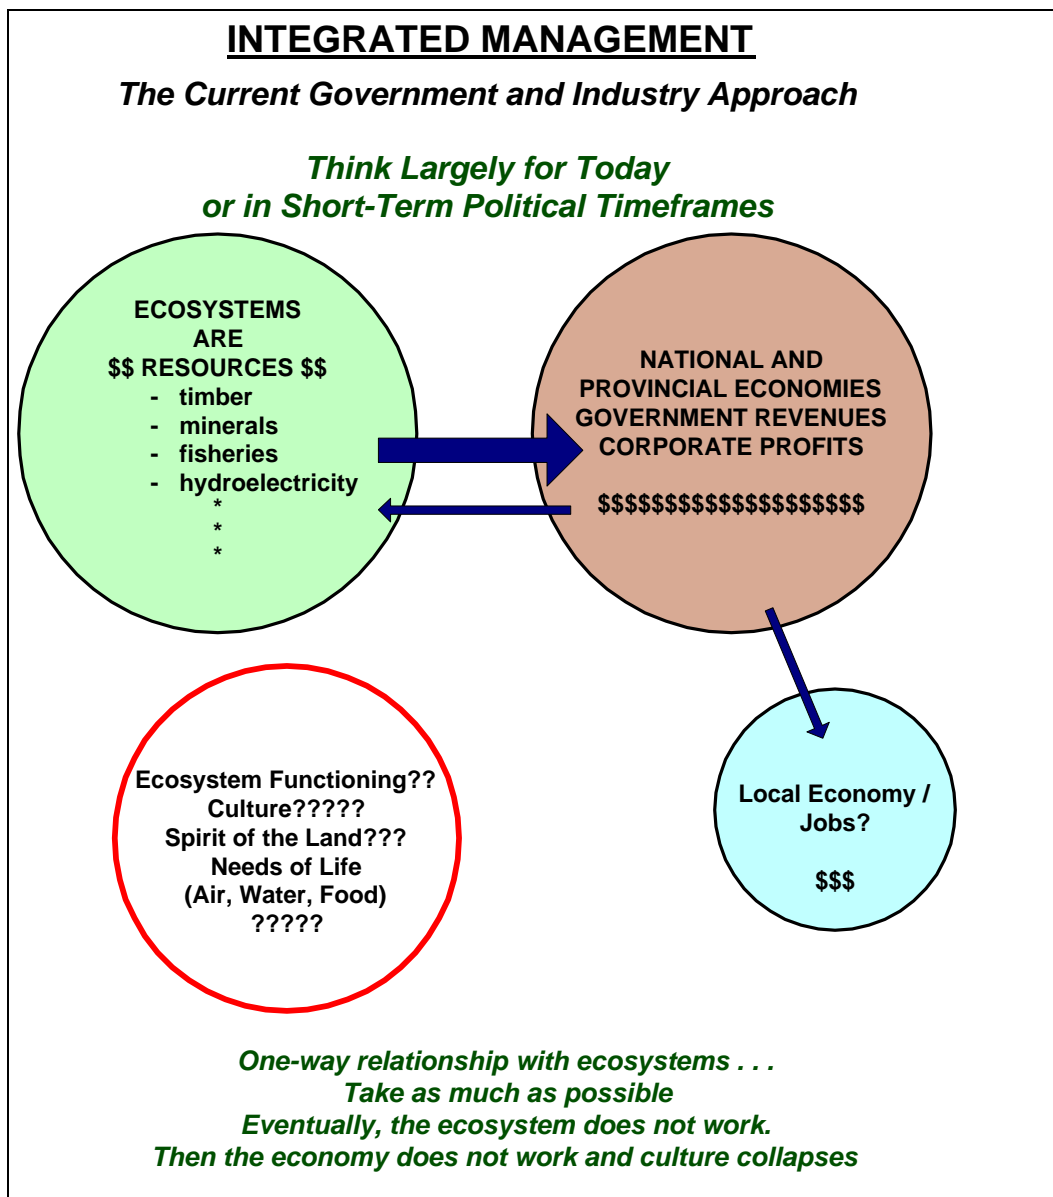 INTEGRATED MANAGEMENT
The Current Government and Industry Approach
Think Largely for Today
or in Short-Term Political Timeframes
ECOSYSTEMS
ARE
$$ RESOURCES $$
- timber
- minerals
- fisheries
- hydroelectricity
*
*
*
NATIONAL AND
PROVINCIAL ECONOMIES
GOVERNMENT REVENUES
CORPORATE PROFITS
$$$$$$$$$$$$$$$$$$$$
Ecosystem Functioning??
Culture?????
Spirit of the Land???
Needs of Life
(Air, Water, Food)
?????
Local Economy /
Jobs?
$$$
One-way relationship with ecosystems . . .
Take as much as possible
Eventually, the ecosystem does not work.
Then the economy does not work and culture collapses